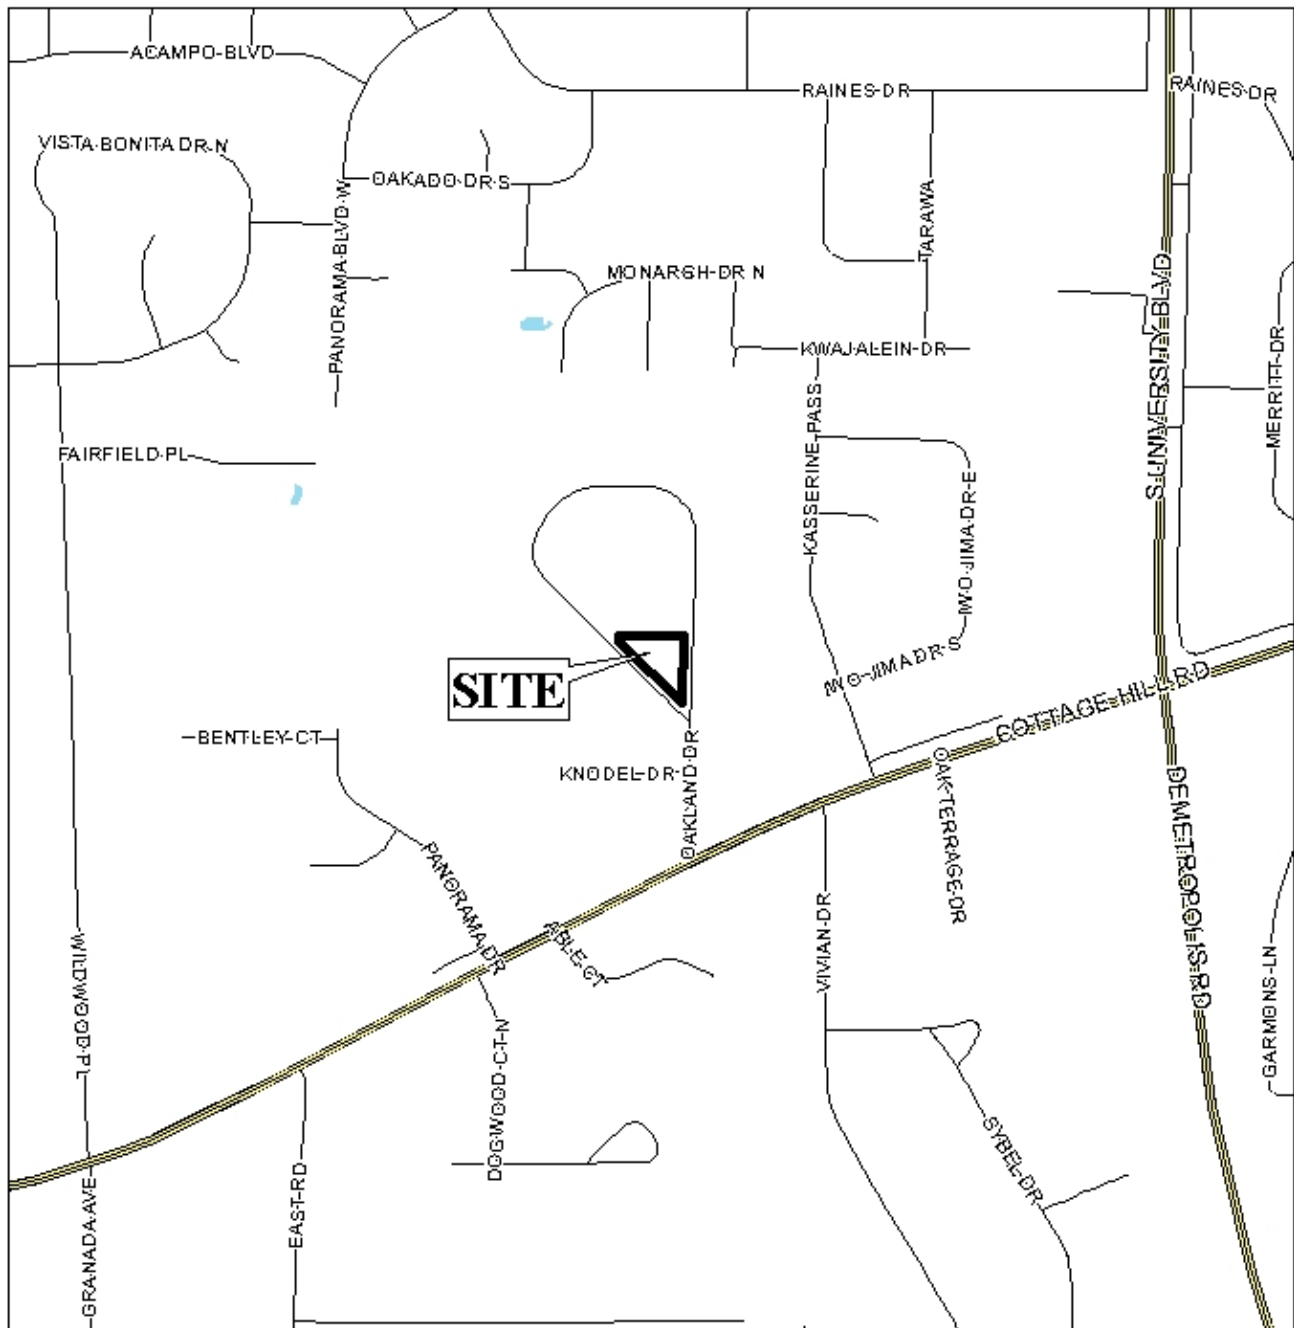 ACAMPO BLVD
RAINES DR
RAINES DR
VISTA BONITA DR N
OAKADO DR S
PANORAMA BLVD W
TARAWA
MONARGH DR N
S UNIVERSITY BLVD
KWAJALEIN DR
MERRITT DR
KASSERINE PASS
FAIRFIELD PL
IWO JIMA DR E
IWO JIMA DR S
SITE
COTTAGE HILL RD
BENTLEY CT
KNODEL DR
OAKLAND DR
OAK TERRAGE DR
DEMETROPOLIS RD
PANORAMA DR
ABLE CT
VIVIAN DR
WILDWOOD PL
GARMONS LN
DOGWOOD CT N
SYBEL DR
EAST RD
GRANADA AVE